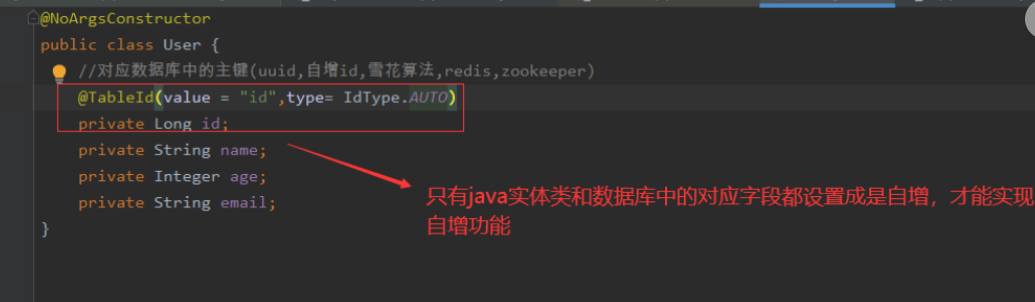 @NoArgsConstructor
public class User {
//对应数据库中的主键(uuid,自增id,雪花算法,redis,zookeeper)
@TableId(value = "id",type= IdType.AUTO)
private Long id;
private String name;
private Integer age;
private String email;
}
只有java实体类和数据库中的对应字段都设置成是自增，才能实现
自增功能